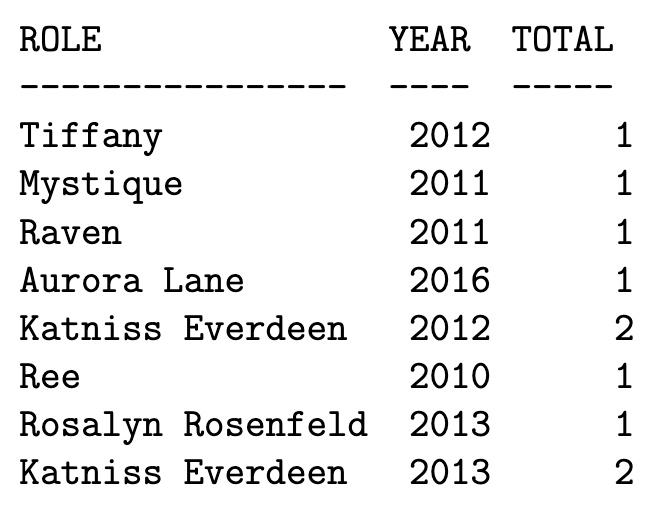 ROLE YEAR TOTAL
---------------- ---- -----
Tiffany 2012 1
Mystique 2011 1
Raven 2011 1
Aurora Lane 2016 1
Katniss Everdeen 2012 2
Ree 2010 1
Rosalyn Rosenfeld 2013 1
Katniss Everdeen 2013 2